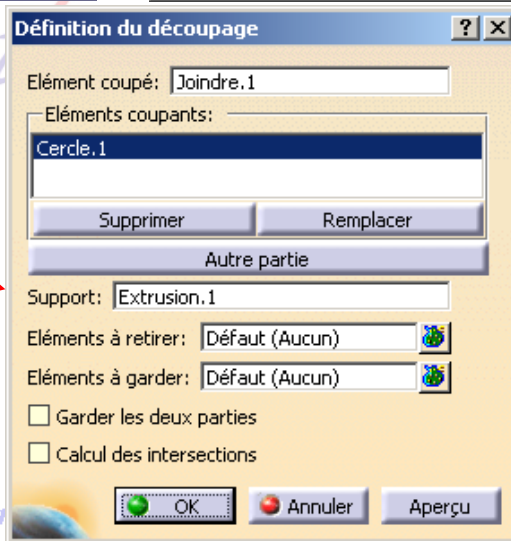 Définition du découpage
Elément coupé: Joindre.1
Eléments coupants:
Cercle.1
Supprimer Remplacer
Autre partie
Support: Extrusion.1
Eléments à retirer: Défaut (Aucun)
Eléments à garder: Défaut (Aucun)
Garder les deux parties
Calcul des intersections
OK Annuler Aperçu